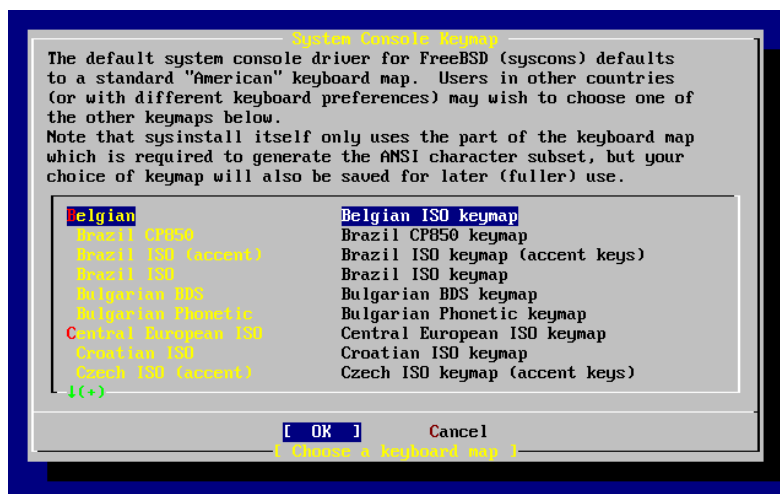 System Console Keymap
The default system console driver for FreeBSD (syscons) defaults
to a standard "American" keyboard map.  Users in other countries
(or with different keyboard preferences) may wish to choose one of
the other keymaps below.
Note that sysinstall itself only uses the part of the keyboard map
which is required to generate the ANSI character subset, but your
choice of keymap will also be saved for later (fuller) use.
Belgian Belgian ISO keymap
Brazil CP850 Brazil CP850 keymap
Brazil ISO (accent) Brazil ISO keymap (accent keys)
Brazil ISO Brazil ISO keymap
Bulgarian BDS Bulgarian BDS keymap
Bulgarian Phonetic Bulgarian Phonetic keymap
Central European ISO Central European ISO keymap
Croatian ISO Croatian ISO keymap
Czech ISO (accent) Czech ISO keymap (accent keys)
↓(+)
[ OK ] Cancel
[ Choose a keyboard map ]